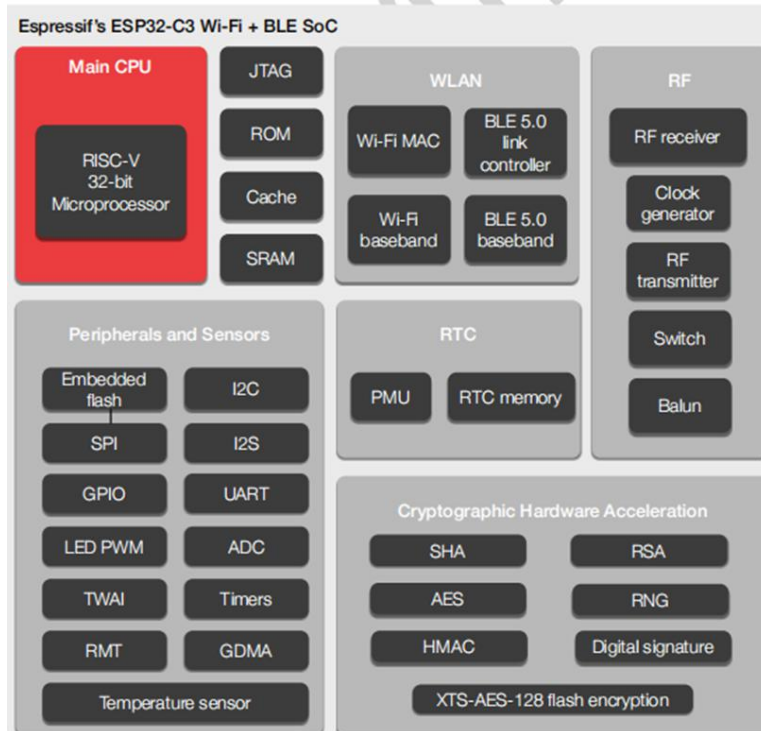 Espressif's ESP32-C3 Wi-Fi + BLE SoC
Main CPU
RISC-V
32-bit
Microprocessor
JTAG
ROM
Cache
SRAM
WLAN
Wi-Fi MAC
BLE 5.0
link
controller
Wi-Fi
baseband
BLE 5.0
baseband
RF
RF receiver
Clock
generator
RF
transmitter
Switch
Balun
Peripherals and Sensors
Embedded
flash
I2C
SPI
I2S
GPIO
UART
LED PWM
ADC
TWAI
Timers
RMT
GDMA
Temperature sensor
RTC
PMU
RTC memory
Cryptographic Hardware Acceleration
SHA
RSA
AES
RNG
HMAC
Digital signature
XTS-AES-128 flash encryption